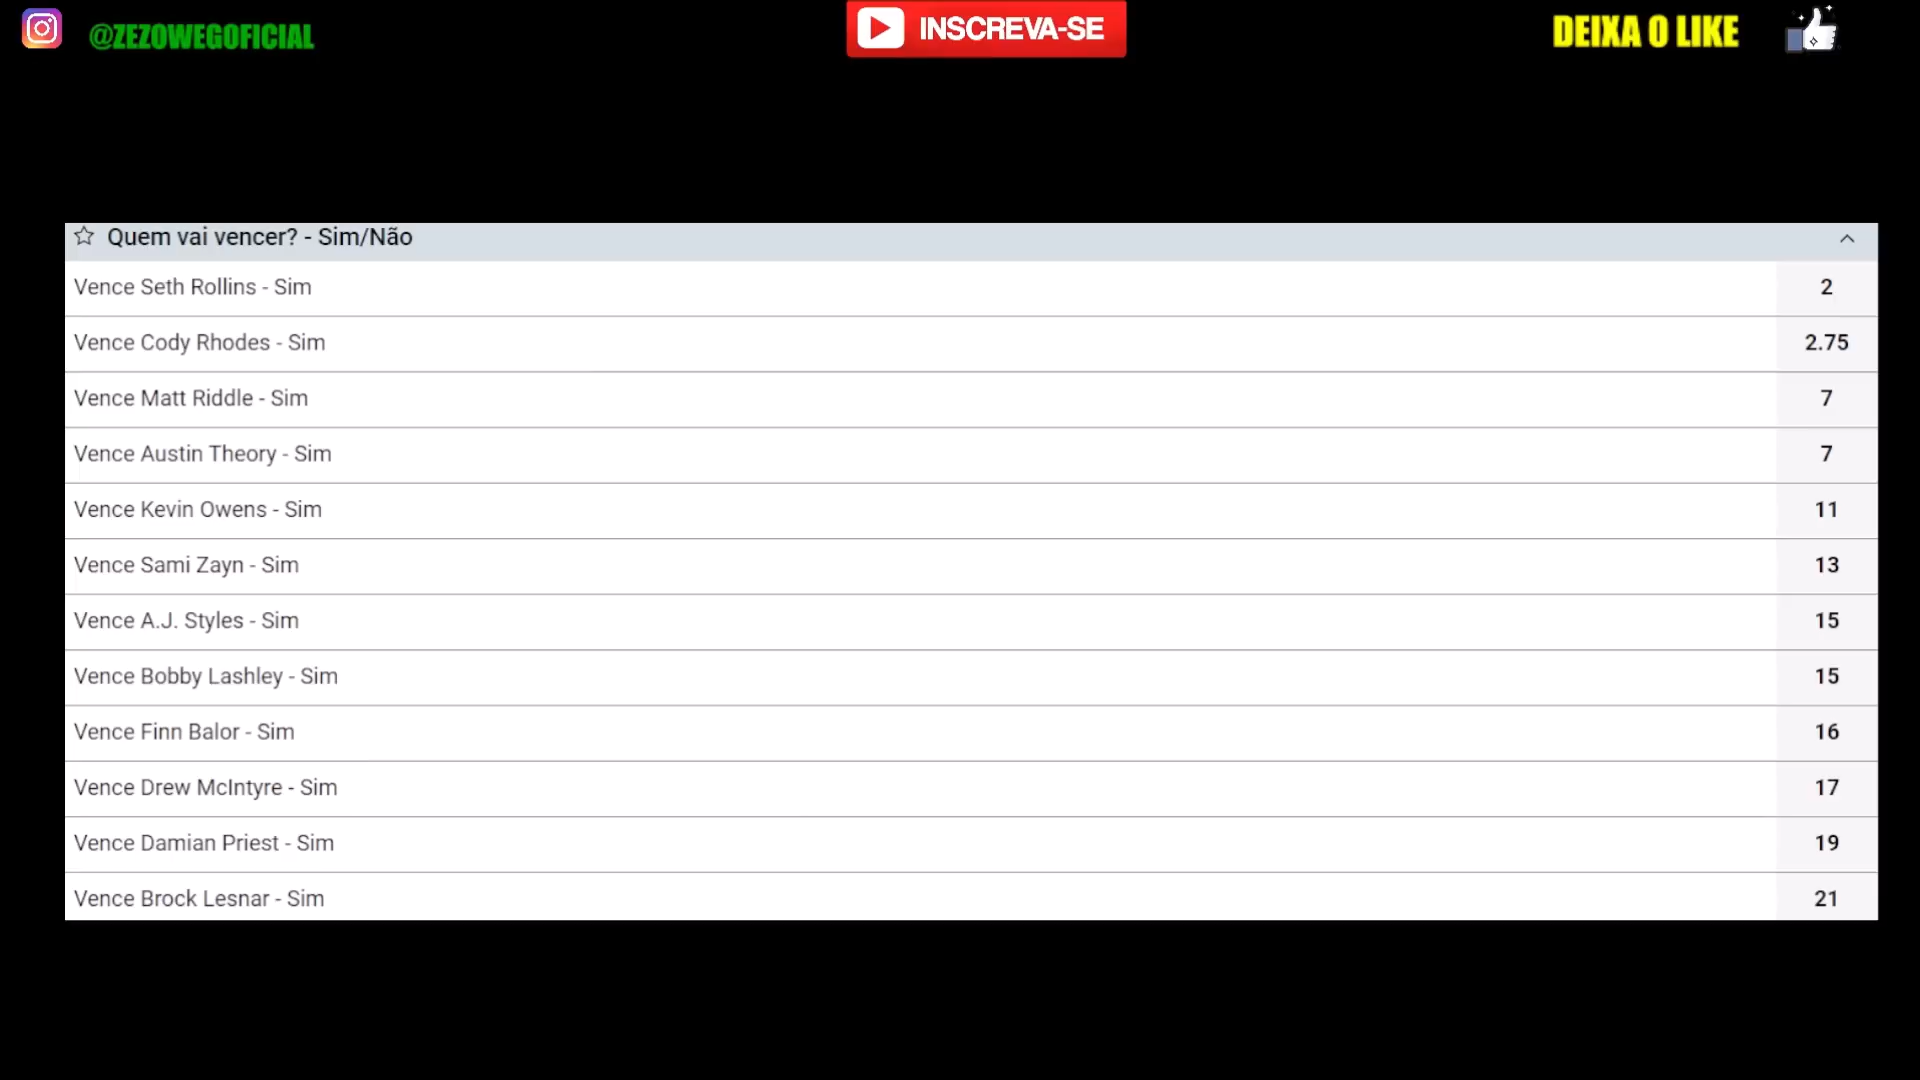 @ZEZOWEGOFICIAL
INSCREVA-SE
DEIXA O LIKE
Quem vai vencer? - Sim/Não
Vence Seth Rollins - Sim 2
Vence Cody Rhodes - Sim 2.75
Vence Matt Riddle - Sim 7
Vence Austin Theory - Sim 7
Vence Kevin Owens - Sim 11
Vence Sami Zayn - Sim 13
Vence A.J. Styles - Sim 15
Vence Bobby Lashley - Sim 15
Vence Finn Balor - Sim 16
Vence Drew McIntyre - Sim 17
Vence Damian Priest - Sim 19
Vence Brock Lesnar - Sim 21